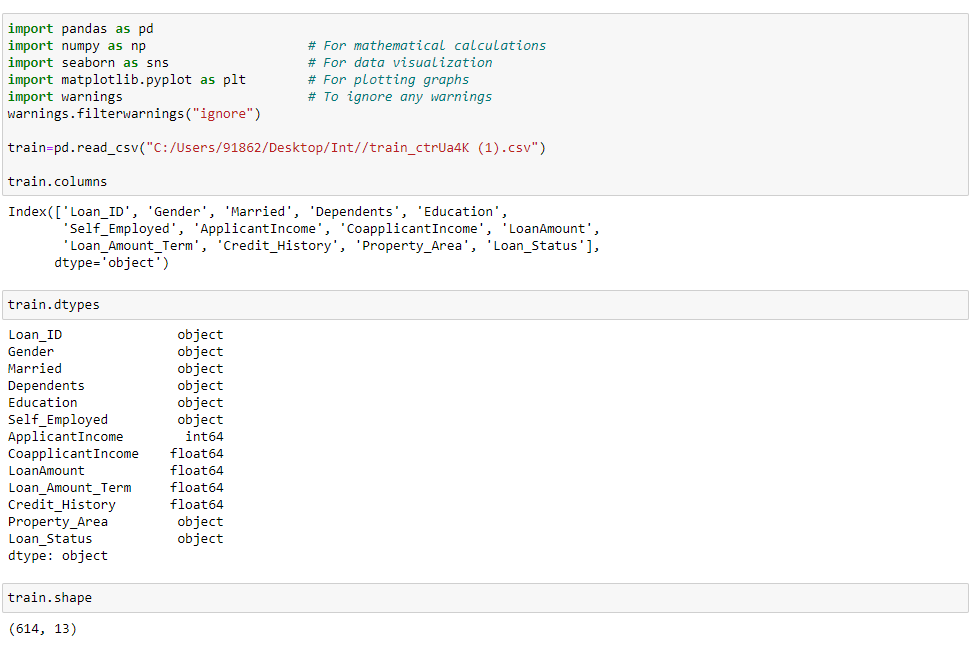 import pandas as pd
import numpy as np                     # For mathematical calculations
import seaborn as sns                  # For data visualization
import matplotlib.pyplot as plt        # For plotting graphs
import warnings                        # To ignore any warnings
warnings.filterwarnings("ignore")
train=pd.read_csv("C:/Users/91862/Desktop/Int//train_ctrUa4K (1).csv")
train.columns
Index(['Loan_ID', 'Gender', 'Married', 'Dependents', 'Education',
       'Self_Employed', 'ApplicantIncome', 'CoapplicantIncome', 'LoanAmount',
       'Loan_Amount_Term', 'Credit_History', 'Property_Area', 'Loan_Status'],
      dtype='object')
train.dtypes
Loan_ID               object
Gender                object
Married               object
Dependents            object
Education             object
Self_Employed         object
ApplicantIncome        int64
CoapplicantIncome    float64
LoanAmount           float64
Loan_Amount_Term     float64
Credit_History       float64
Property_Area         object
Loan_Status           object
dtype: object
train.shape
(614, 13)